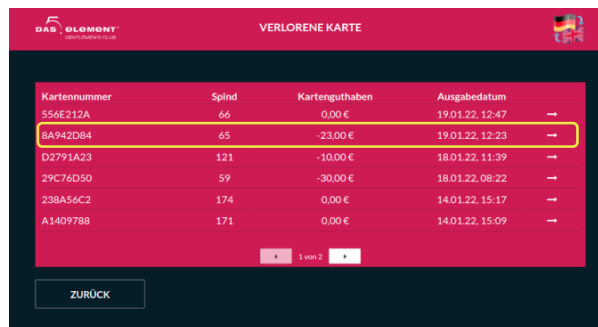 DAS ELEMENT
GENTLEMEN'S CLUB
VERLORENE KARTE
Kartennummer Spind Kartenguthaben Ausgabedatum
556E212A 66 0,00 € 19.01.22, 12:47 →
8A942D84 65 -23,00 € 19.01.22, 12:23 →
D2791A23 121 -10,00 € 18.01.22, 11:39 →
29C76D50 59 -30,00 € 18.01.22, 08:22 →
238A56C2 174 0,00 € 14.01.22, 15:17 →
A1409788 171 0,00 € 14.01.22, 15:09 →
1 von 2
ZURÜCK